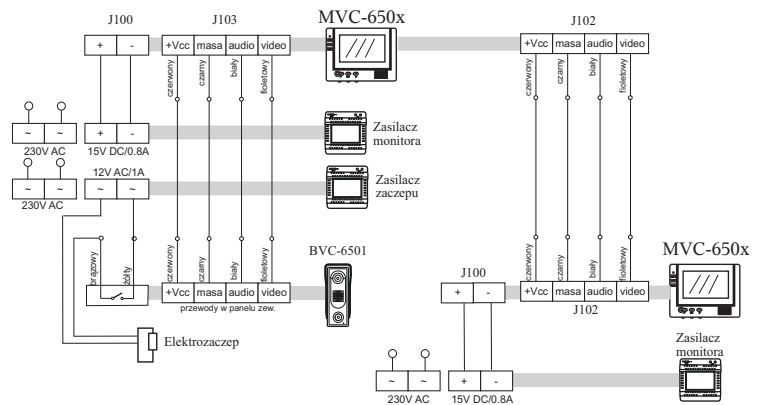 J100
J103
MVC-650x
J102
+ -
+Vcc masa audio video
+Vcc masa audio video
czerwony czarny biały fioletowy
czerwony czarny biały fioletowy
~ ~
+ -
Zasilacz
monitora
230V AC
15V DC/0.8A
12V AC/1A
~ ~
~ ~
Zasilacz
zaczepu
230V AC
brązowy żółty
czerwony czarny biały fioletowy
BVC-6501
czerwony czarny biały fioletowy
MVC-650x
J100
+Vcc masa audio video
przewody w panelu zew.
+ -
+Vcc masa audio video
J102
Elektrozaczep
Zasilacz
monitora
~ ~
+ -
230V AC
15V DC/0.8A